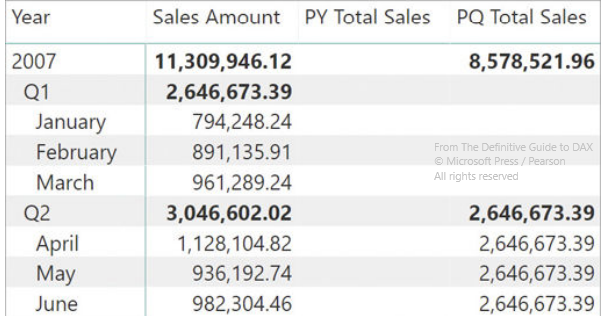 Year Sales Amount PY Total Sales PQ Total Sales
2007 11,309,946.12 8,578,521.96
Q1 2,646,673.39
January 794,248.24
February 891,135.91
March 961,289.24
From The Definitive Guide to DAX
© Microsoft Press / Pearson
All rights reserved
Q2 3,046,602.02 2,646,673.39
April 1,128,104.82 2,646,673.39
May 936,192.74 2,646,673.39
June 982,304.46 2,646,673.39